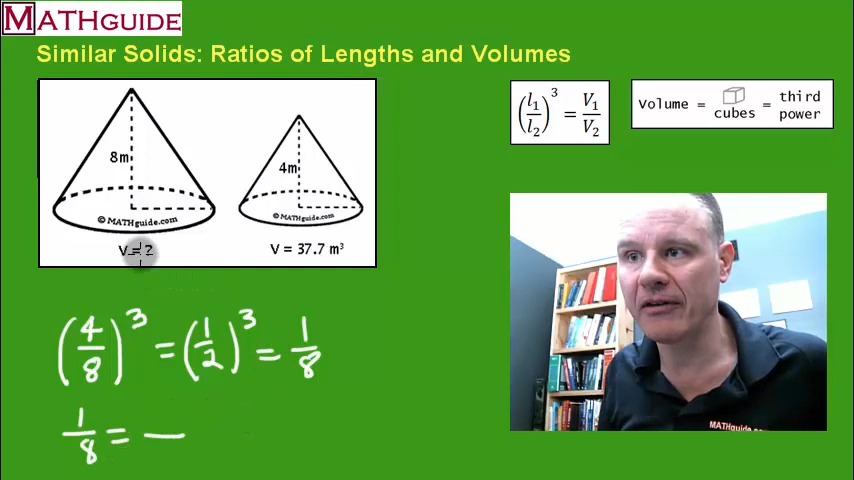 MATHGUIDE
Similar Solids: Ratios of Lengths and Volumes
8m
4m
© MATHguide.com
© MATHguide.com
V = ?
V = 37.7 m³
(l₁/l₂)³ = V₁/V₂
Volume = cubes = third power
(4/8)³ = (1/2)³ = 1/8
1/8 = —